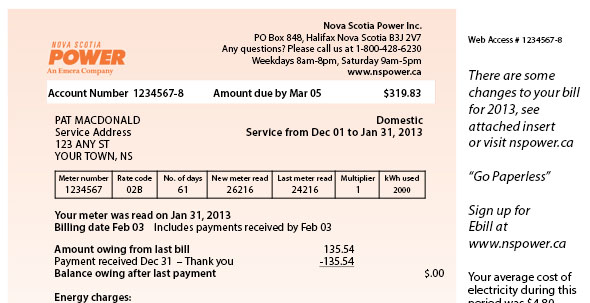 Nova Scotia Power Inc.
PO Box 848, Halifax Nova Scotia B3J 2V7
Any questions? Please call us at 1-800-428-6230
Weekdays 8am-8pm, Saturday 9am-5pm
www.nspower.ca
NOVA SCOTIA
POWER
An Emera Company
Account Number 1234567-8 Amount due by Mar 05 $319.83
PAT MACDONALD Domestic
Service Address Service from Dec 01 to Jan 31, 2013
123 ANY ST
YOUR TOWN, NS
Meter number Rate code No. of days New meter read Last meter read Multiplier kWh used
1234567 02B 61 26216 24216 1 2000
Your meter was read on Jan 31, 2013
Billing date Feb 03 Includes payments received by Feb 03
Amount owing from last bill 135.54
Payment received Dec 31 – Thank you -135.54
Balance owing after last payment $.00
Energy charges:
Web Access # 1234567-8
There are some
changes to your bill
for 2013, see
attached insert
or visit nspower.ca
“Go Paperless”
Sign up for
Ebill at
www.nspower.ca
Your average cost of
electricity during this
period was $4.80